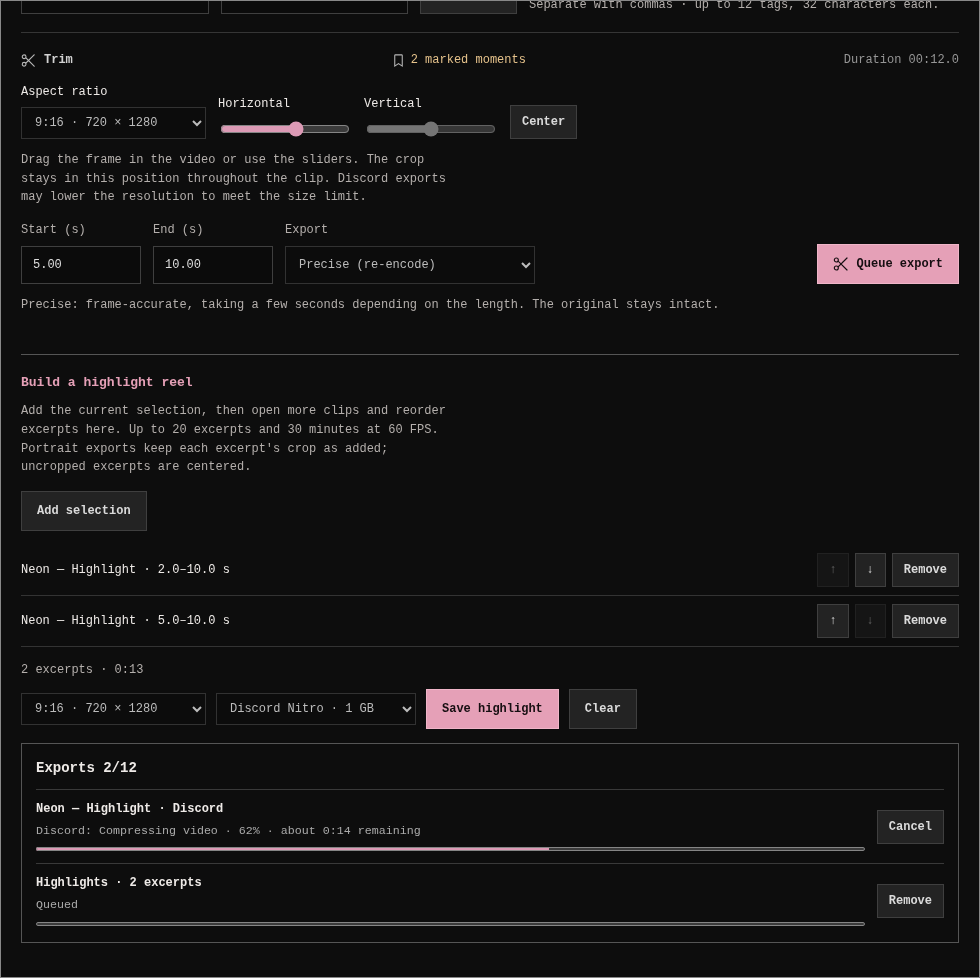 Separate with commas · up to 12 tags, 32 characters each.
Trim
2 marked moments
Duration 00:12.0
Aspect ratio
Horizontal
Vertical
9:16 · 720 × 1280
Center
Drag the frame in the video or use the sliders. The crop
stays in this position throughout the clip. Discord exports
may lower the resolution to meet the size limit.
Start (s)
End (s)
Export
5.00
10.00
Precise (re-encode)
Queue export
Precise: frame-accurate, taking a few seconds depending on the length. The original stays intact.
Build a highlight reel
Add the current selection, then open more clips and reorder
excerpts here. Up to 20 excerpts and 30 minutes at 60 FPS.
Portrait exports keep each excerpt's crop as added;
uncropped excerpts are centered.
Add selection
Neon — Highlight · 2.0–10.0 s
↑
↓
Remove
Neon — Highlight · 5.0–10.0 s
↑
↓
Remove
2 excerpts · 0:13
9:16 · 720 × 1280
Discord Nitro · 1 GB
Save highlight
Clear
Exports 2/12
Neon — Highlight · Discord
Discord: Compressing video · 62% · about 0:14 remaining
Cancel
Highlights · 2 excerpts
Queued
Remove